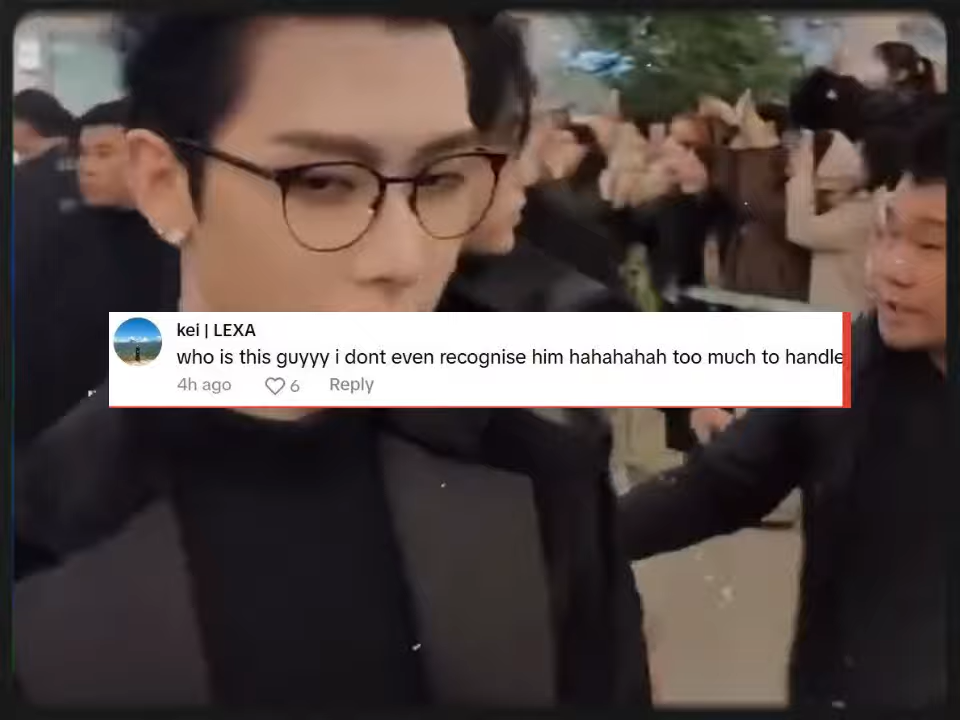 kei | LEXA
who is this guyyy i dont even recognise him hahahahah too much to handle
4h ago 6 Reply